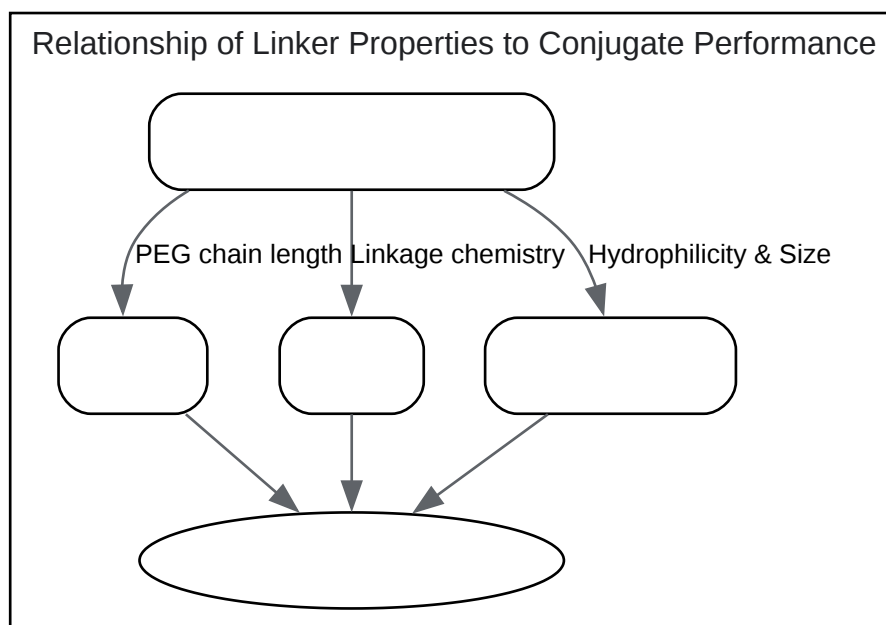 Relationship of Linker Properties to Conjugate Performance
PEG chain length
Linkage chemistry
Hydrophilicity & Size